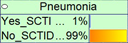 Pneumonia
Yes_SCTI ... 1%
No_SCTID... 99%